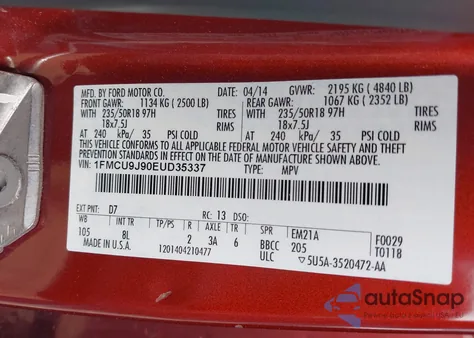 MFD. BY FORD MOTOR CO.
DATE: 04/14 GVWR: 2195 KG ( 4840 LB)
FRONT GAWR: 1134 KG ( 2500 LB) REAR GAWR: 1067 KG ( 2352 LB)
WITH 235/50R18 97H TIRES WITH 235/50R18 97H TIRES
18x7.5J RIMS 18x7.5J RIMS
AT 240 kPa/ 35 PSI COLD AT 240 kPa/ 35 PSI COLD
THIS VEHICLE CONFORMS TO ALL APPLICABLE FEDERAL MOTOR VEHICLE SAFETY AND BUMPER STANDARDS IN EFFECT ON THE DATE OF MANUFACTURE SHOWN ABOVE.
VIN: 1FMCU9J90EUD35337 TYPE: MPV
EXT PNT: D7 RC: 13 DSO:
WB INT TR TP/PS R AXLE TR SPR EM21A F0029
105 8L 2 3A 6 BBCC 205 T0118
MADE IN U.S.A. 1201404210477 ULC ▽5U5A-3520472-AA
autoSnap